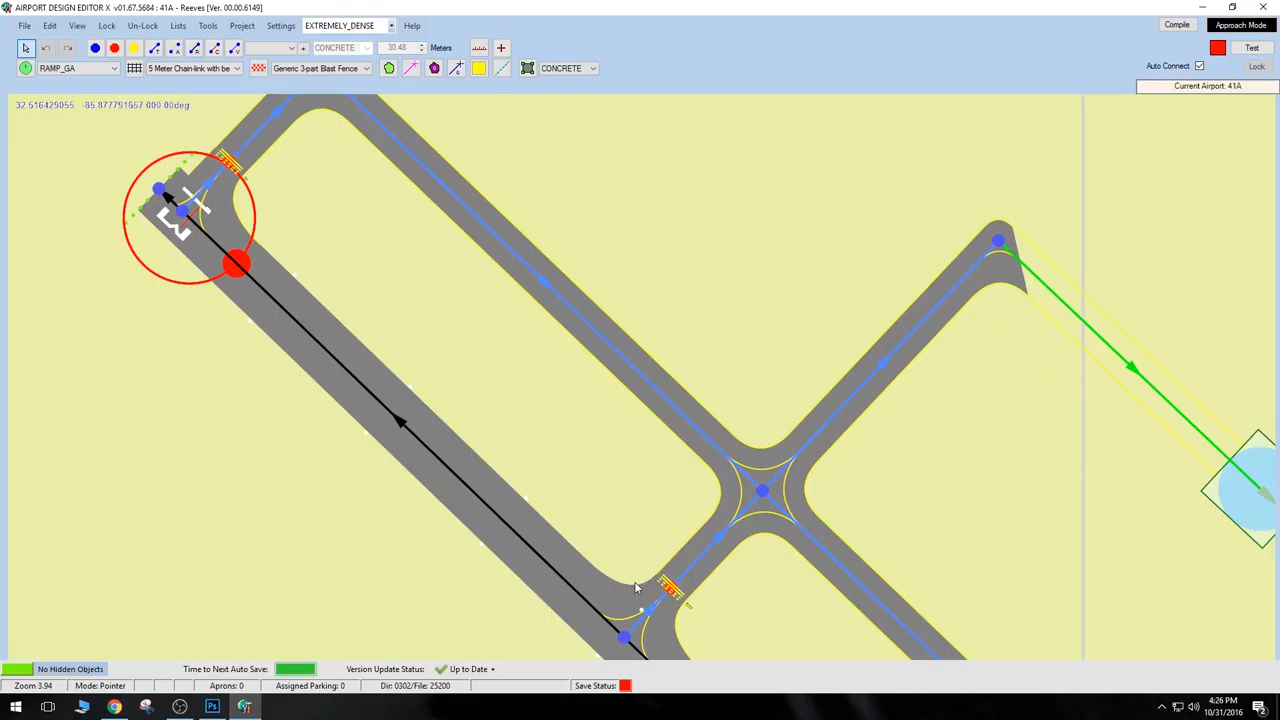 AIRPORT DESIGN EDITOR X v01.67.5684 : 41A - Reeves [Ver. 00.00.6149]
File Edit View Lock Un-Lock Lists Tools Project Settings EXTREMELY_DENSE Help
Compile Approach Mode
CONCRETE 30.48 Meters
Test
RAMP_GA 5 Meter Chain-link with be Generic 3-part Blast Fence CONCRETE
Auto Connect Lock
Current Airport: 41A
32.516429055 -85.877791657 000.00deg
No Hidden Objects Time to Next Auto Save: Version Update Status: Up to Date
Zoom 3.94 Mode: Pointer Aprons: 0 Assigned Parking: 0 Dir: 0302/File: 25200 Save Status:
4:26 PM
10/31/2016